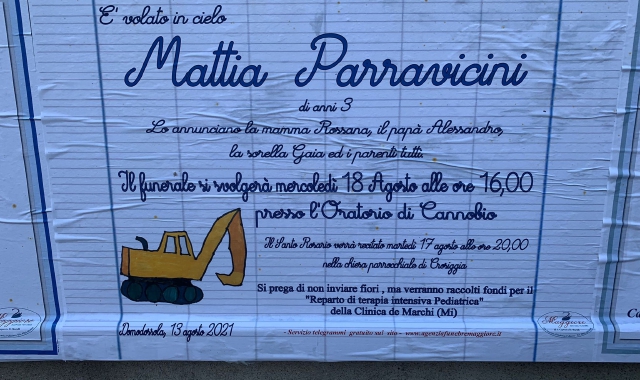 E' volato in cielo
Mattia Parravicini
di anni 3
Lo annunciano la mamma Rossana, il papà Alessandro,
la sorella Gaia ed i parenti tutti.
Il funerale si svolgerà mercoledì 18 Agosto alle ore 16,00
presso l'Oratorio di Cannobio
Il Santo Rosario verrà recitato martedì 17 agosto alle ore 20,00
nella chiesa parrocchiale di Croviggia
Si prega di non inviare fiori , ma verranno raccolti fondi per il
"Reparto di terapia intensiva Pediatrica"
della Clinica de Marchi (Mi)
Domodossola, 13 agosto 2021
- Servizio telegrammi gratuito sul sito - www.agenziafunebremaggiore.it
Maggiore